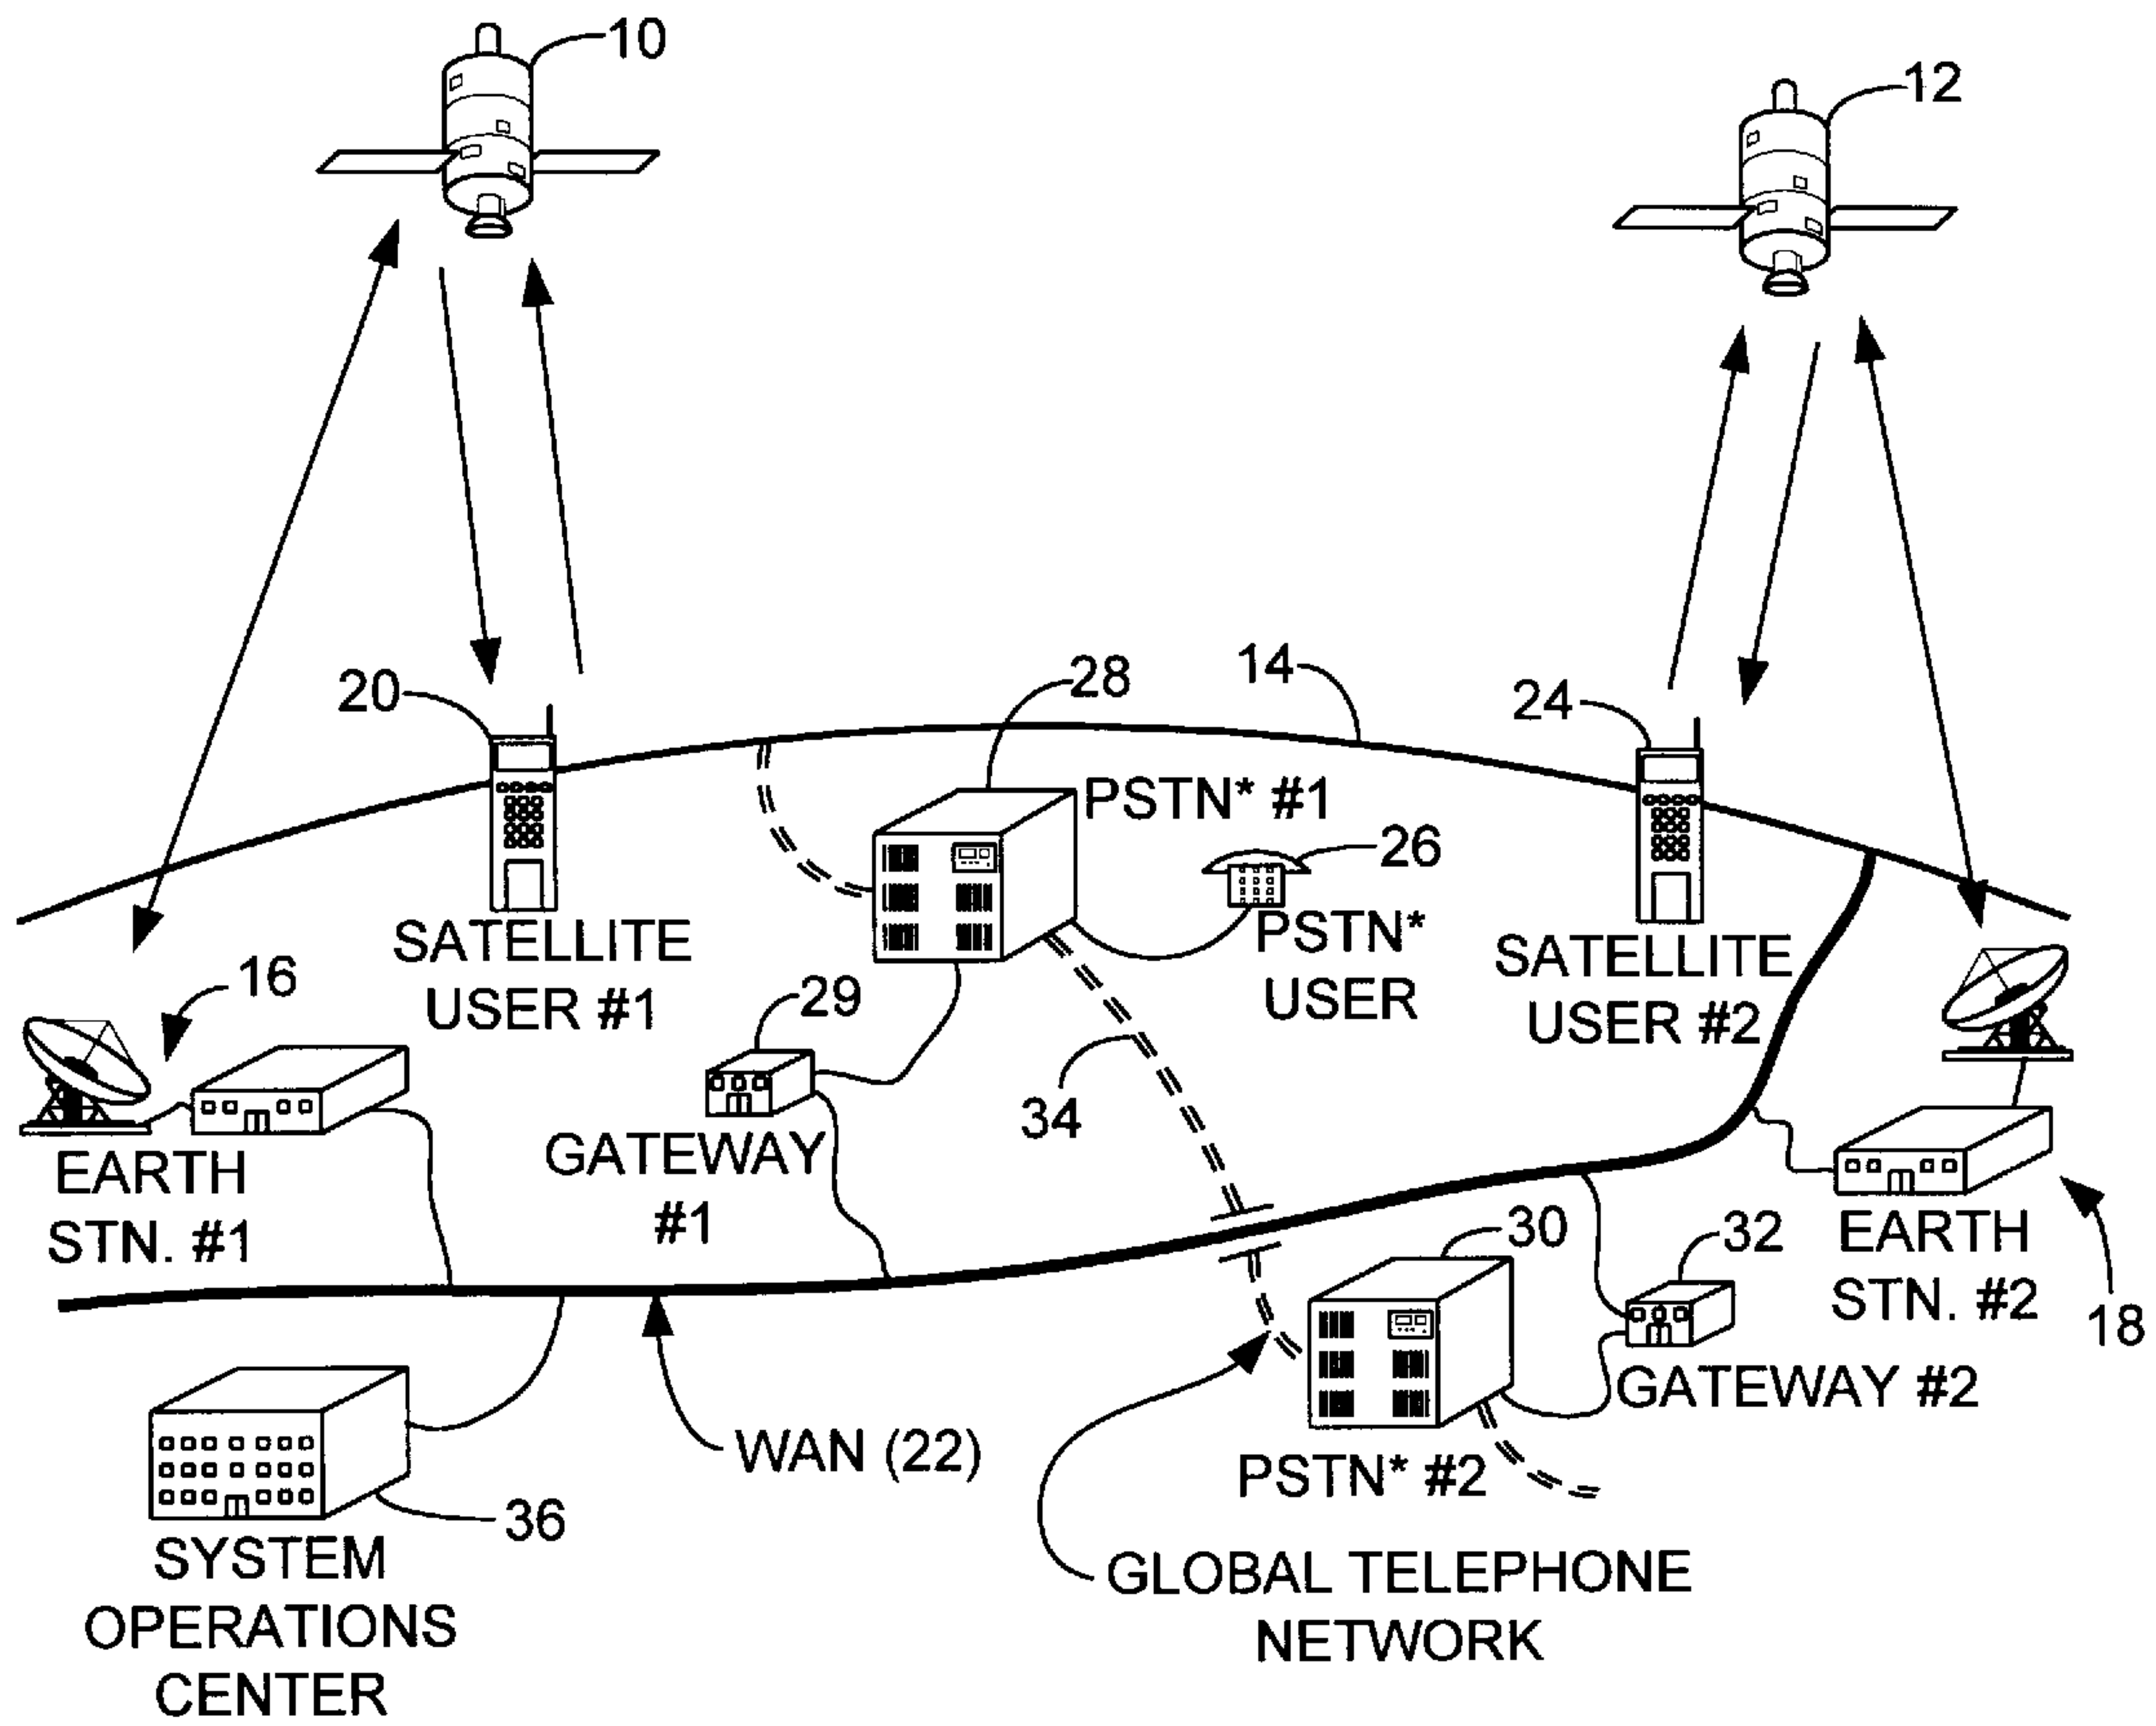 10
12
20
28
14
24
PSTN* #1
26
SATELLITE
USER #1
PSTN*
USER
SATELLITE
USER #2
16
29
34
EARTH
STN. #1
GATEWAY
#1
30
32
EARTH
STN. #2
18
GATEWAY #2
WAN (22)
PSTN* #2
36
SYSTEM
OPERATIONS
CENTER
GLOBAL TELEPHONE
NETWORK